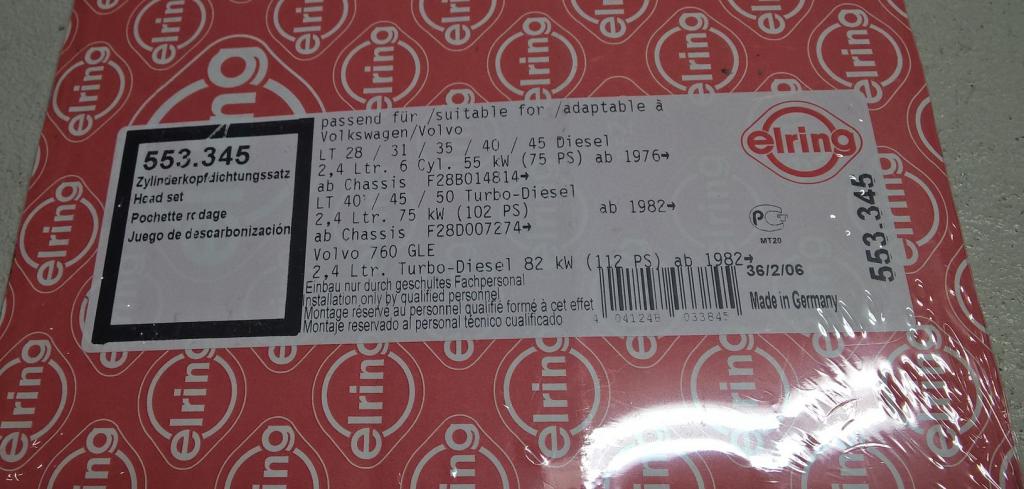 553.345
Zylinderkopfdichtungssatz
Head set
Pochette rodage
Juego de descarbonización
passend für /suitable for /adaptable à
Volkswagen/Volvo
LT 28 / 31 / 35 / 40 / 45 Diesel
2,4 Ltr. 6 Cyl. 55 kW (75 PS) ab 1976→
ab Chassis F28B014814→
LT 40 / 45 / 50 Turbo-Diesel
2,4 Ltr. 75 kW (102 PS) ab 1982→
ab Chassis F28D007274→
Volvo 760 GLE
2,4 Ltr. Turbo-Diesel 82 kW (112 PS) ab 1982→
Einbau nur durch geschultes Fachpersonal
Installation only by qualified personnel
Montage réservé au personnel qualifié formé à cet effet
Montaje reservado al personal técnico cualificado
4 041248 033845
36/2/06
Made in Germany
elring
PC
MT20
553.345